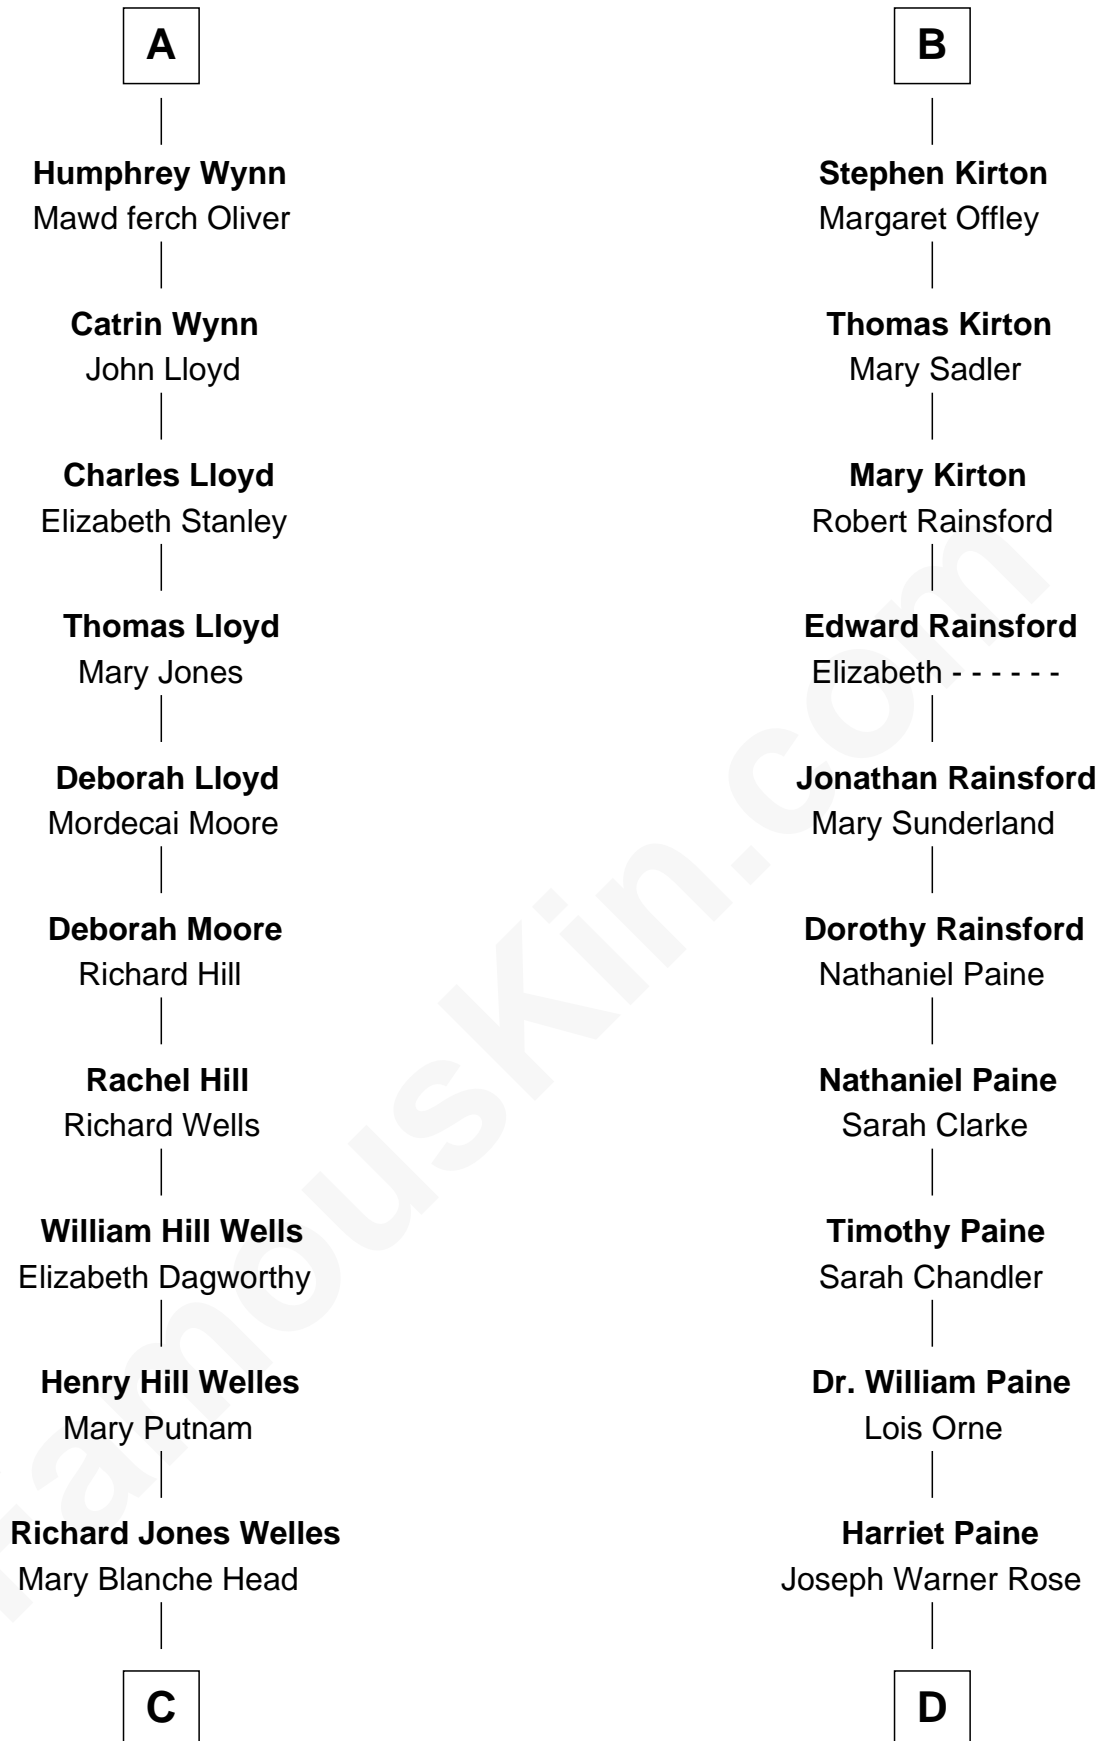 A
Humphrey Wynn
Mawd ferch Oliver
Catrin Wynn
John Lloyd
Charles Lloyd
Elizabeth Stanley
Thomas Lloyd
Mary Jones
Deborah Lloyd
Mordecai Moore
Deborah Moore
Richard Hill
Rachel Hill
Richard Wells
William Hill Wells
Elizabeth Dagworthy
Henry Hill Welles
Mary Putnam
Richard Jones Welles
Mary Blanche Head
C
B
Stephen Kirton
Margaret Offley
Thomas Kirton
Mary Sadler
Mary Kirton
Robert Rainsford
Edward Rainsford
Elizabeth - - - - - -
Jonathan Rainsford
Mary Sunderland
Dorothy Rainsford
Nathaniel Paine
Nathaniel Paine
Sarah Clarke
Timothy Paine
Sarah Chandler
Dr. William Paine
Lois Orne
Harriet Paine
Joseph Warner Rose
D
FamousKin.com